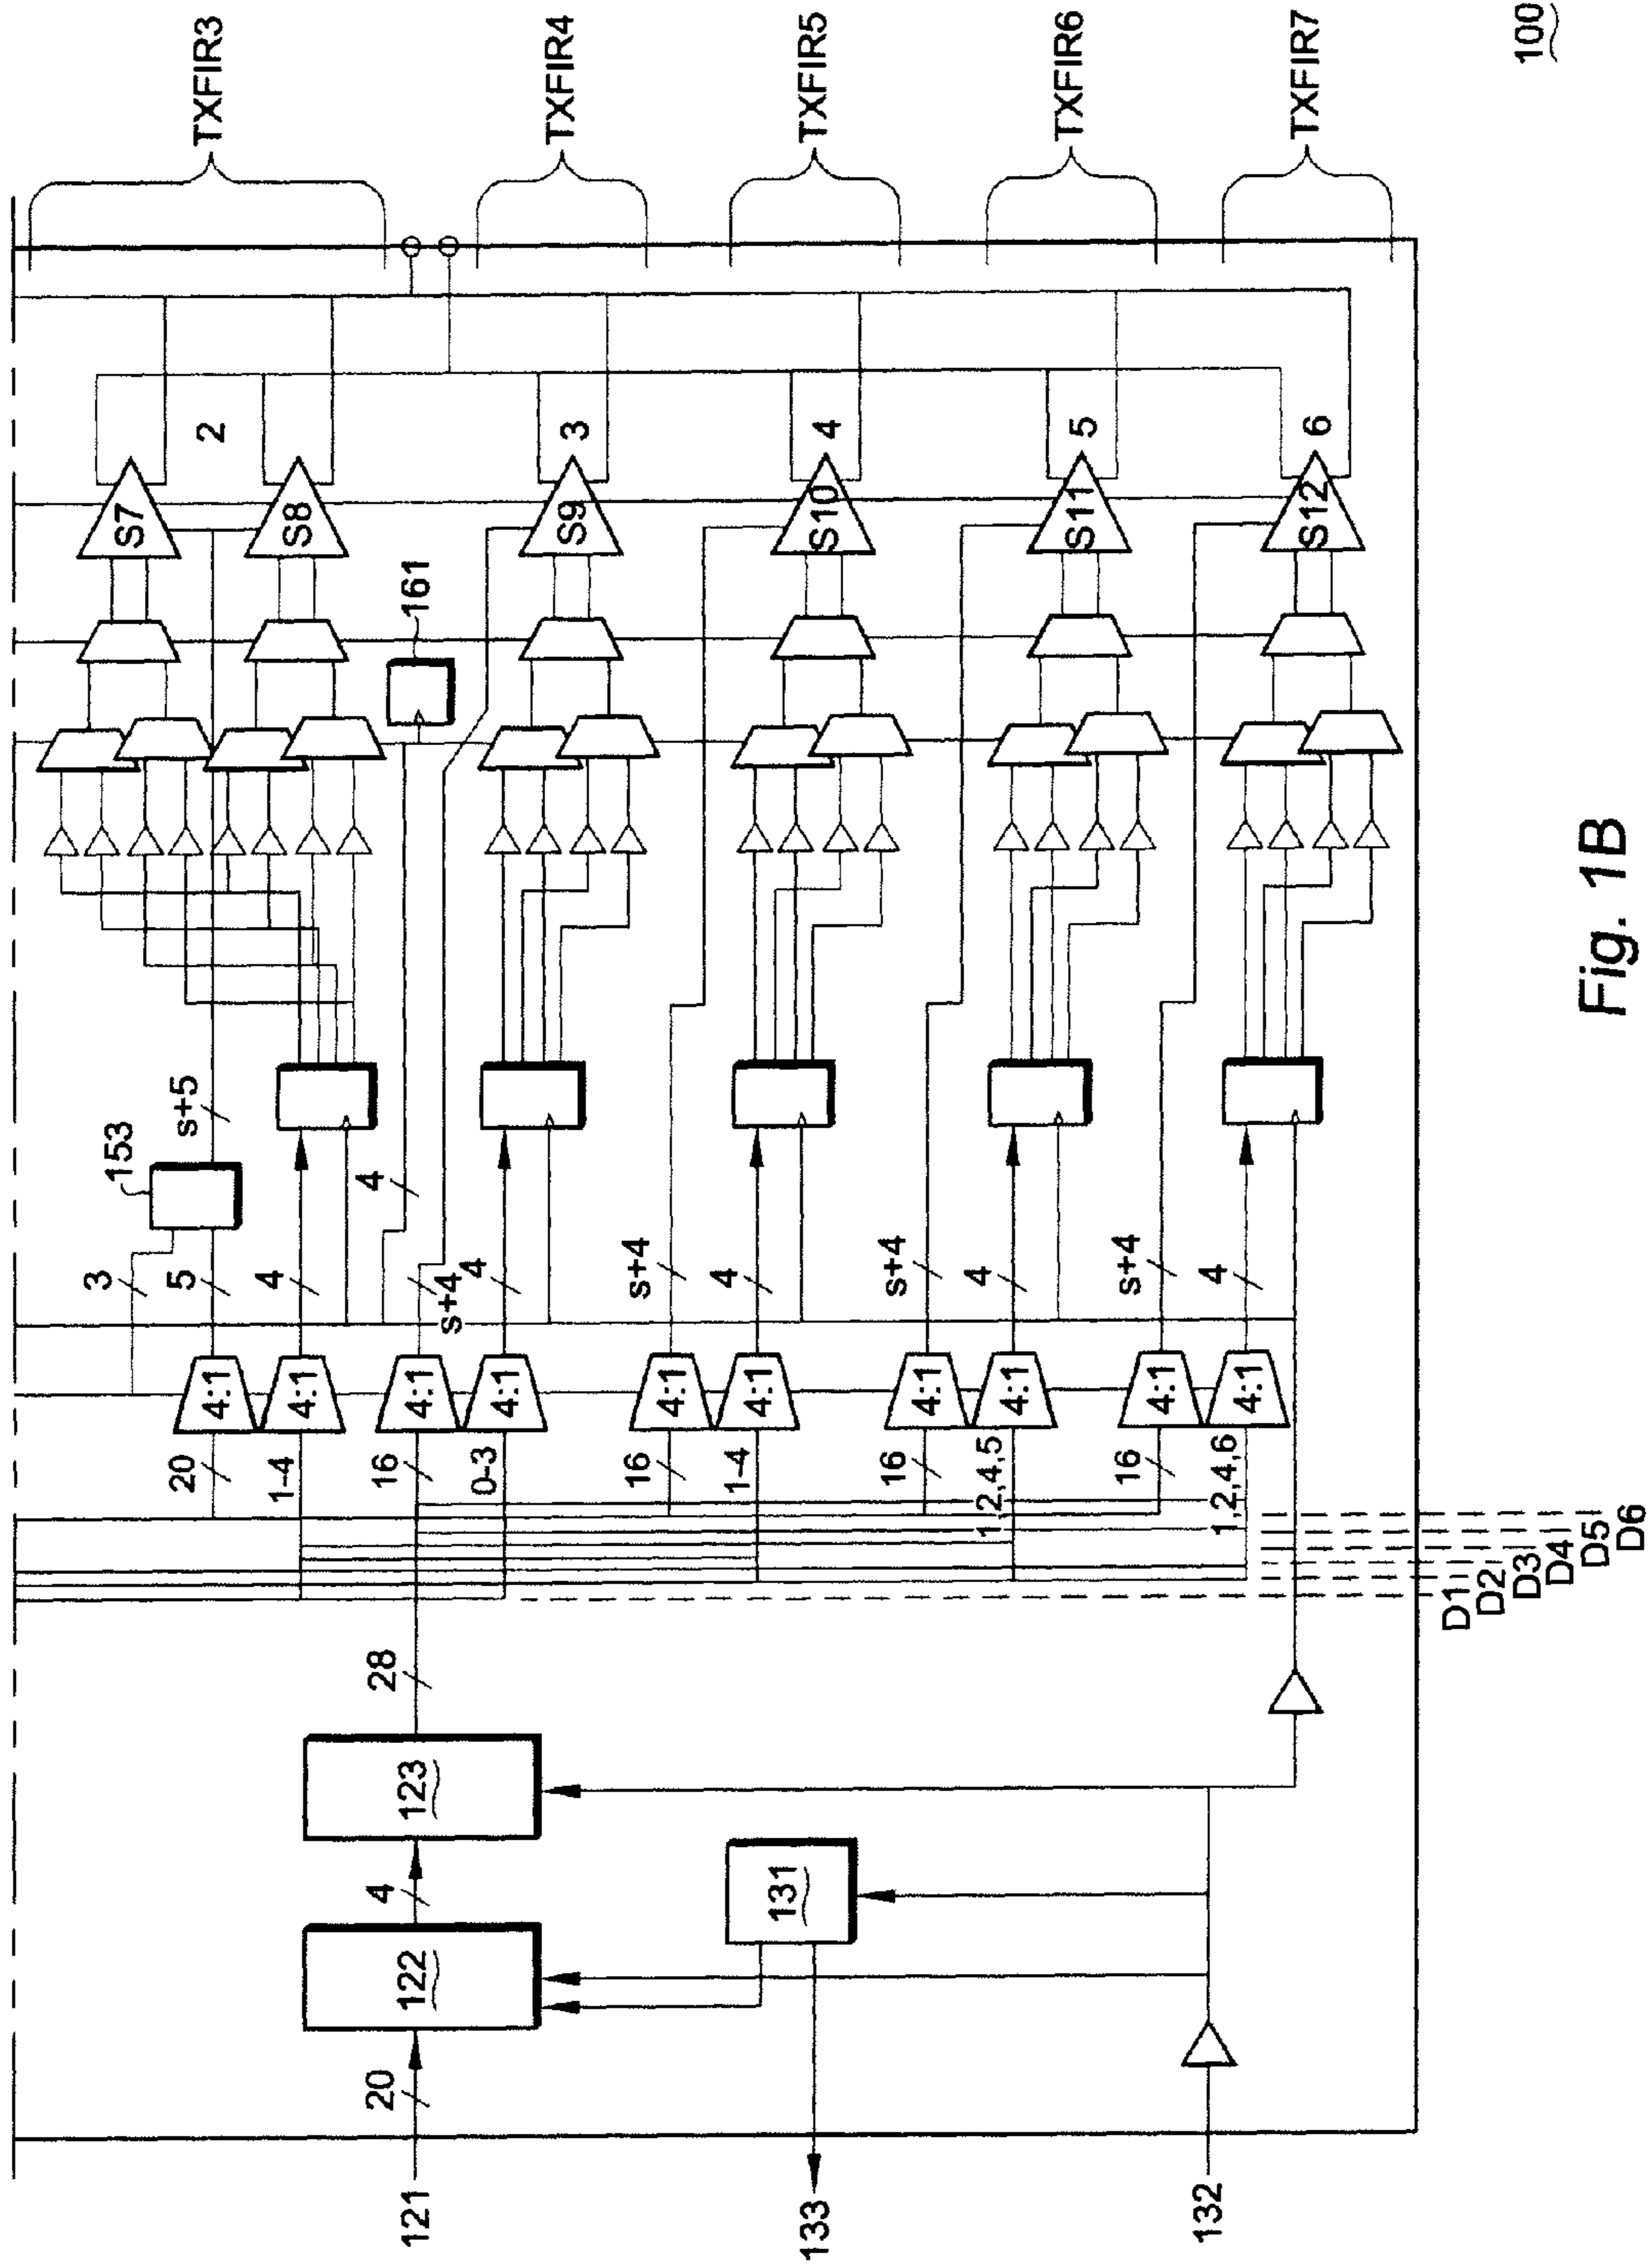 100
TXFIR3
TXFIR4
TXFIR5
TXFIR6
TXFIR7
S7
2
S8
S9
3
S10
4
S11
5
S12
6
161
153
s+5
3
5
4
4
s+4
4
s+4
4
s+4
4
s+4
4
4:1
4:1
4:1
4:1
4:1
4:1
4:1
4:1
4:1
4:1
20
1-4
16
0-3
16
1-4
16
1,2,4,5
16
1,2,4,6
D1
D2
D3
D4
D5
D6
28
123
4
122
131
20
121
133
132
Fig. 1B